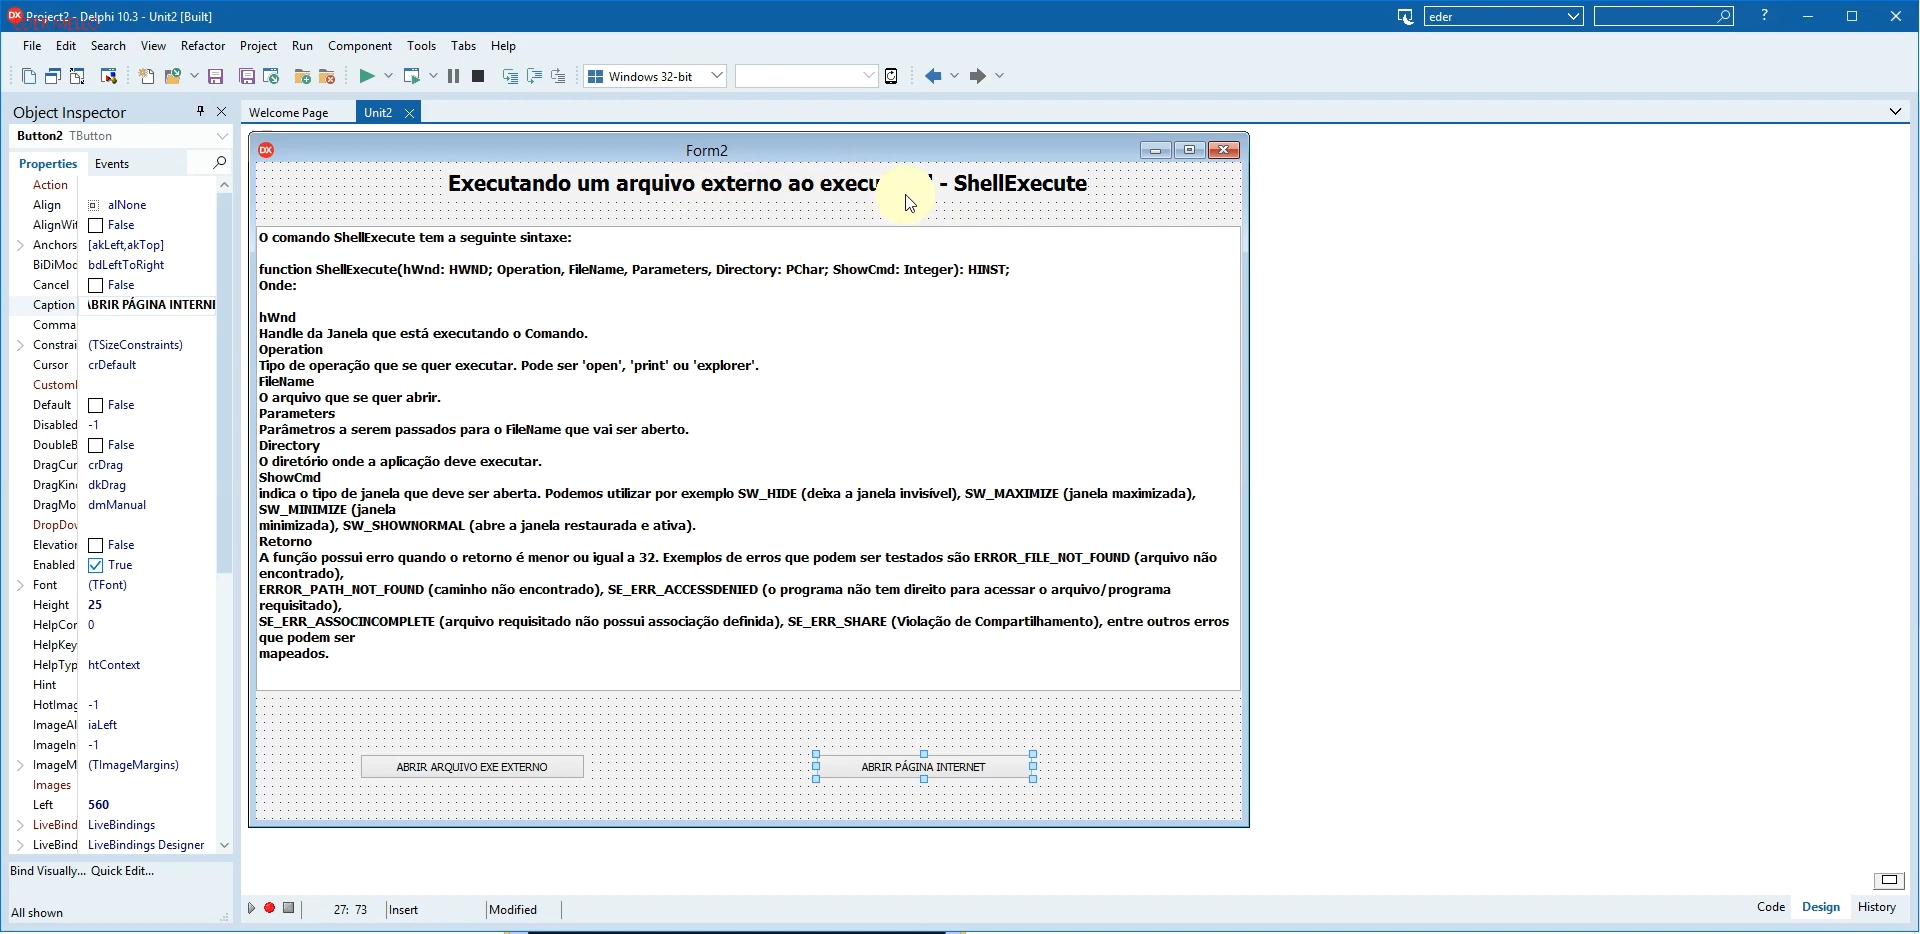 Project2 - Delphi 10.3 - Unit2 [Built]
eder
?
File Edit Search View Refactor Project Run Component Tools Tabs Help
Windows 32-bit
Object Inspector
Button2 TButton
Properties Events
Action
Align alNone
AlignWit False
Anchors [akLeft,akTop]
BiDiMod bdLeftToRight
Cancel False
Caption ABRIR PÁGINA INTERNI
Comma
Constrai (TSizeConstraints)
Cursor crDefault
CustomI
Default False
Disabled -1
DoubleB False
DragCur crDrag
DragKin dkDrag
DragMo dmManual
DropDov
Elevation False
Enabled True
Font (TFont)
Height 25
HelpCor 0
HelpKey
HelpTyp htContext
Hint
HotImag -1
ImageAl iaLeft
ImageIn -1
ImageM (TImageMargins)
Images
Left 560
LiveBind LiveBindings
LiveBind LiveBindings Designer
Bind Visually... Quick Edit...
All shown
Welcome Page Unit2
DX Form2
Executando um arquivo externo ao execu - ShellExecute
O comando ShellExecute tem a seguinte sintaxe:
function ShellExecute(hWnd: HWND; Operation, FileName, Parameters, Directory: PChar; ShowCmd: Integer): HINST;
Onde:
hWnd
Handle da Janela que está executando o Comando.
Operation
Tipo de operação que se quer executar. Pode ser 'open', 'print' ou 'explorer'.
FileName
O arquivo que se quer abrir.
Parameters
Parâmetros a serem passados para o FileName que vai ser aberto.
Directory
O diretório onde a aplicação deve executar.
ShowCmd
indica o tipo de janela que deve ser aberta. Podemos utilizar por exemplo SW_HIDE (deixa a janela invisível), SW_MAXIMIZE (janela maximizada),
SW_MINIMIZE (janela
minimizada), SW_SHOWNORMAL (abre a janela restaurada e ativa).
Retorno
A função possui erro quando o retorno é menor ou igual a 32. Exemplos de erros que podem ser testados são ERROR_FILE_NOT_FOUND (arquivo não
encontrado),
ERROR_PATH_NOT_FOUND (caminho não encontrado), SE_ERR_ACCESSDENIED (o programa não tem direito para acessar o arquivo/programa
requisitado),
SE_ERR_ASSOCINCOMPLETE (arquivo requisitado não possui associação definida), SE_ERR_SHARE (Violação de Compartilhamento), entre outros erros
que podem ser
mapeados.
ABRIR ARQUIVO EXE EXTERNO ABRIR PÁGINA INTERNET
27: 73 Insert Modified
Code Design History